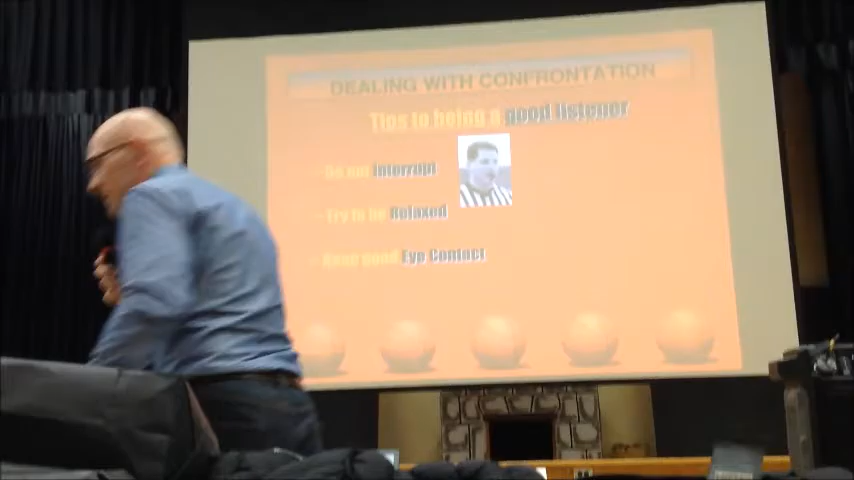 DEALING WITH CONFRONTATION
Tips to being a good listener
- Do not Interrupt
- Try to be Relaxed
- Keep good Eye Contact